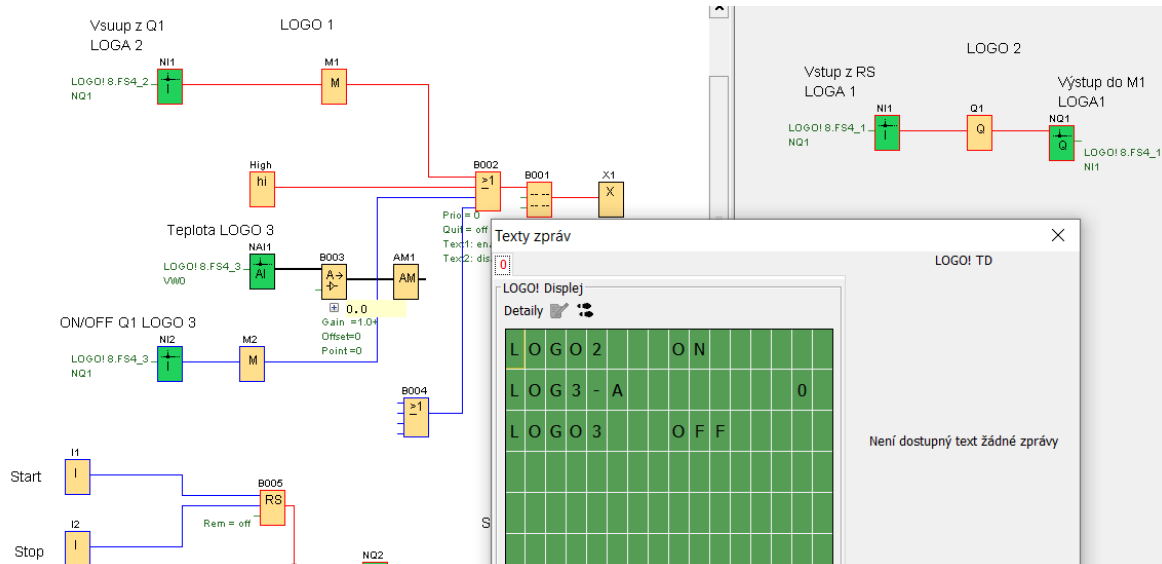 Vsuup z Q1
LOGA 2
LOGO 1
NI1
LOGO! 8.FS4_2
NQ1
I
M1
M
High
hi
B002
≥1
B001
X1
X
Prio = 0
Quit = off
Text1: en
Text2: dis
Teplota LOGO 3
NAI1
LOGO! 8.FS4_3
VW0
AI
B003
A→
AM1
AM
0.0
Gain =1.0+
Offset=0
Point =0
ON/OFF Q1 LOGO 3
NI2
LOGO! 8.FS4_3
NQ1
I
M2
M
B004
≥1
Start
I1
I
B005
RS
Rem = off
Stop
I2
I
NQ2
S
LOGO 2
Vstup z RS
LOGA 1
NI1
LOGO! 8.FS4_1
NQ1
I
Q1
Q
Výstup do M1
LOGA1
NQ1
Q
LOGO! 8.FS4_1
NI1
Texty zpráv
0
LOGO! TD
LOGO! Displej
Detaily
LOGO2 ON
LOG3-A 0
LOGO3 OFF
Není dostupný text žádné zprávy